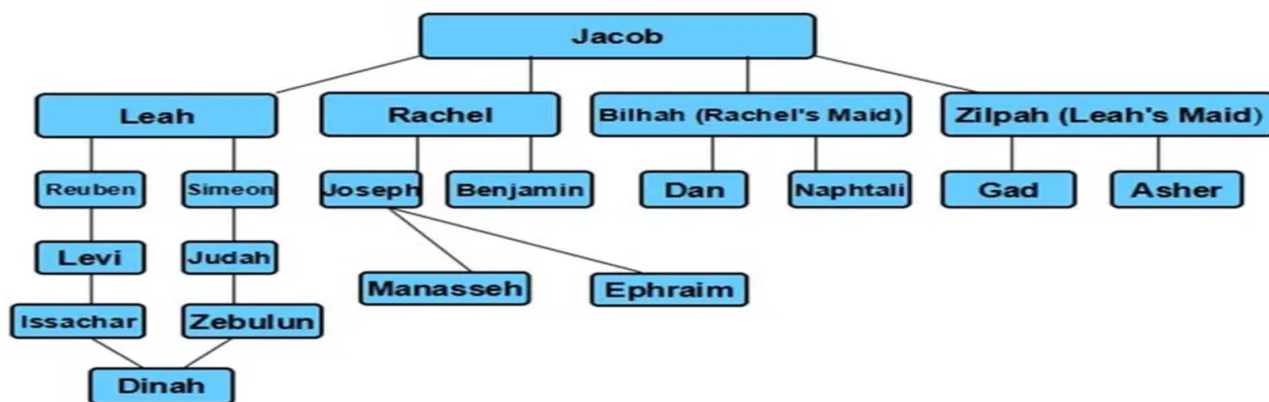 Jacob
Leah
Rachel
Bilhah (Rachel's Maid)
Zilpah (Leah's Maid)
Reuben
Simeon
Joseph
Benjamin
Dan
Naphtali
Gad
Asher
Levi
Judah
Manasseh
Ephraim
Issachar
Zebulun
Dinah